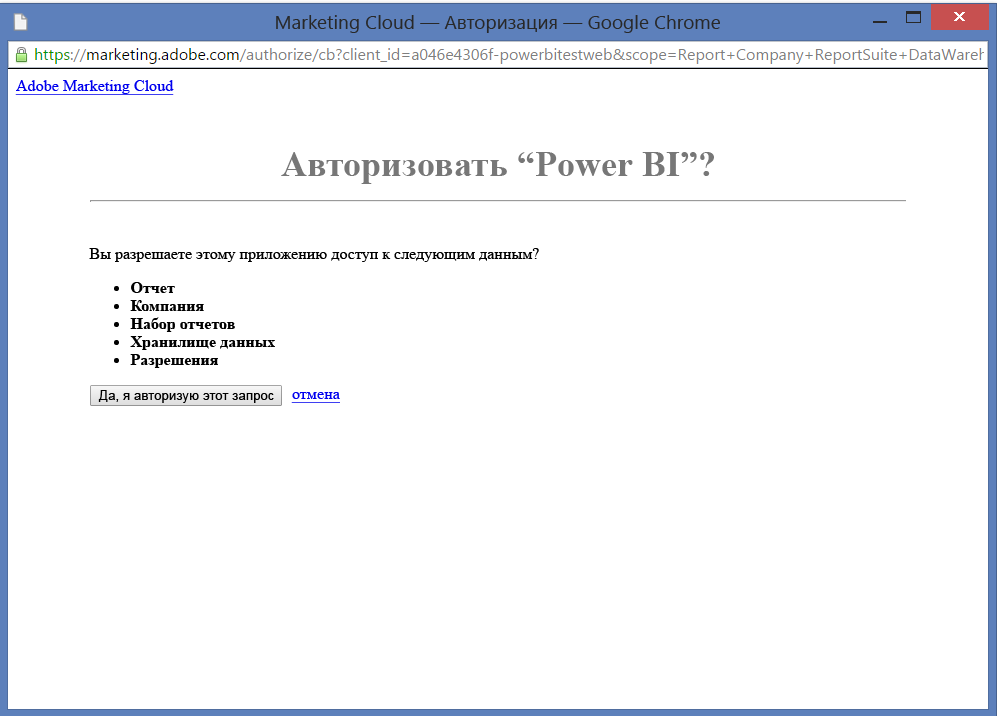 Marketing Cloud — Авторизация — Google Chrome
https://marketing.adobe.com/authorize/cb?client_id=a046e4306f-powerbitestweb&scope=Report+Company+ReportSuite+DataWareh
Adobe Marketing Cloud
Авторизовать “Power BI”?
Вы разрешаете этому приложению доступ к следующим данным?
• Отчет
• Компания
• Набор отчетов
• Хранилище данных
• Разрешения
Да, я авторизую этот запрос отмена